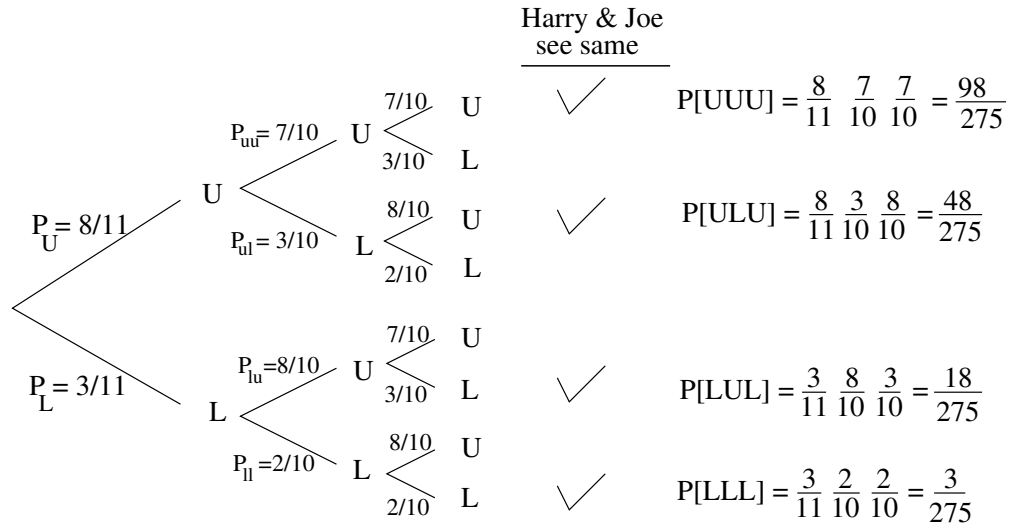 Harry & Joe
see same
7/10 U P[UUU] = 8/11 7/10 7/10 = 98/275
P_uu = 7/10 U
3/10 L
U
8/10 U P[ULU] = 8/11 3/10 8/10 = 48/275
P_U = 8/11
P_ul = 3/10 L
2/10 L
7/10 U
P_lu =8/10 U
3/10 L P[LUL] = 3/11 8/10 3/10 = 18/275
P_L = 3/11
L
8/10 U
P_ll =2/10 L
2/10 L P[LLL] = 3/11 2/10 2/10 = 3/275